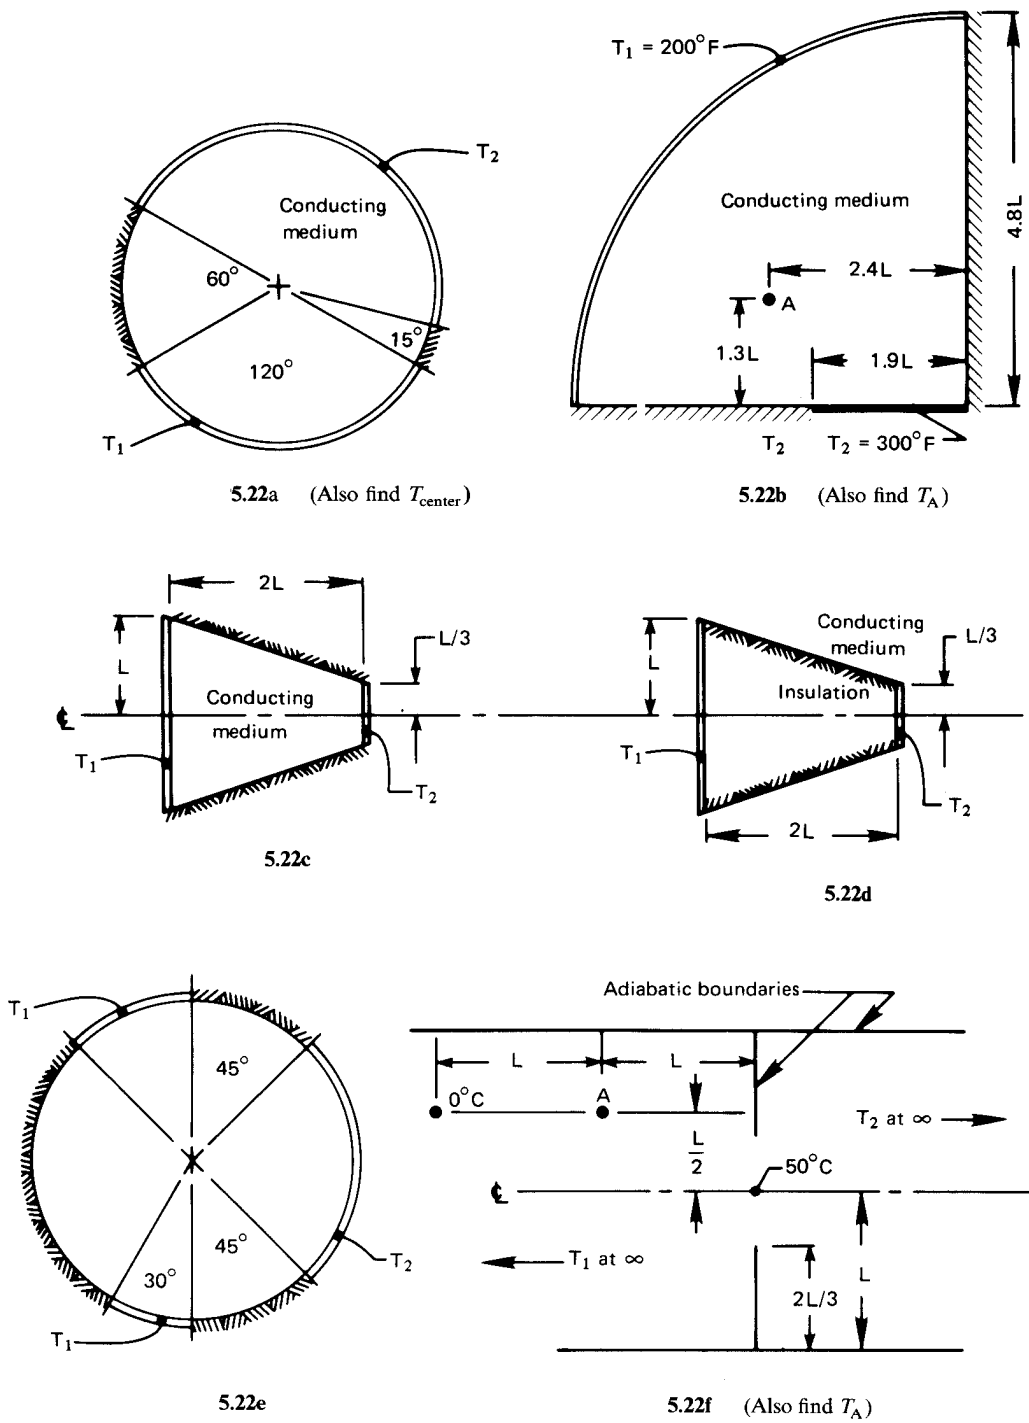 T1 = 200°F
T2
Conducting
medium
60°
15°
120°
T1
Conducting medium
4.8L
2.4L
A
1.3L
1.9L
T2
T2 = 300°F
5.22a (Also find Tcenter)
5.22b (Also find TA)
2L
L
L/3
Conducting
medium
℄
T1
T2
5.22c
Conducting
medium
L
L/3
Insulation
T1
T2
2L
5.22d
T1
45°
45°
30°
T2
T1
5.22e
Adiabatic boundaries
L
L
0°C
A
L
2
T2 at ∞
50°C
℄
T1 at ∞
2L/3
L
5.22f (Also find TA)